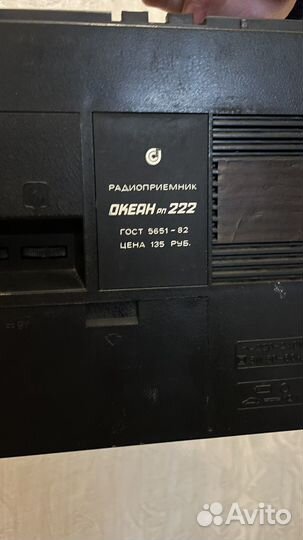 РАДИОПРИЕМНИК
ОКЕАН РП 222
ГОСТ 5651-82
ЦЕНА 135 РУБ.
Avito